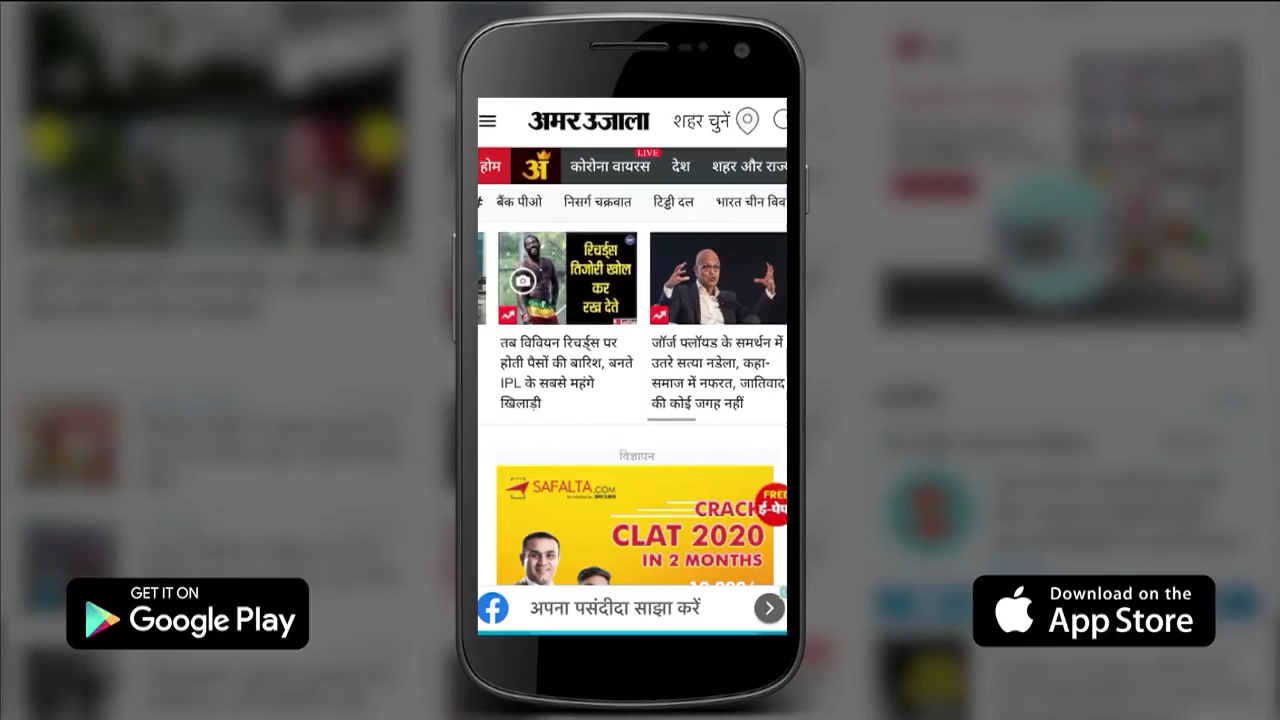 अमर उजाला
शहर चुनें
LIVE
होम
अ
कोरोना वायरस
देश
शहर और राज्
#
बैंक पीओ
निसर्ग चक्रवात
टिड्डी दल
भारत चीन विव
रिचर्ड्स
तिजोरी खोल
कर
रख देते
तब विवियन रिचर्ड्स पर
होती पैसों की बारिश, बनते
IPL के सबसे महंगे
खिलाड़ी
जॉर्ज फ्लॉयड के समर्थन में
उतरे सत्या नडेला, कहा-
समाज में नफरत, जातिवाद
की कोई जगह नहीं
विज्ञापन
SAFALTA.COM
CRACK
CLAT 2020
IN 2 MONTHS
FREE
ई-पेप
अपना पसंदीदा साझा करें
GET IT ON
Google Play
Download on the
App Store